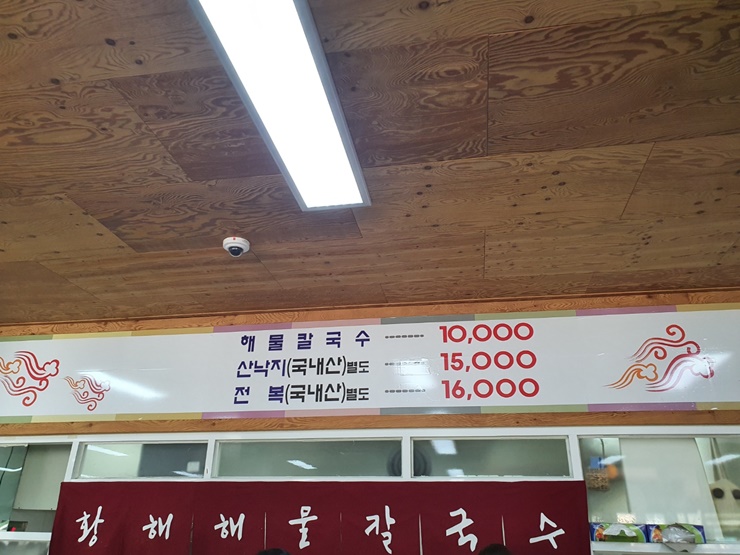 해물칼국수 ------- 10,000
산낙지(국내산)별도 ------- 15,000
전 복(국내산)별도 ------- 16,000
황해해물칼국수